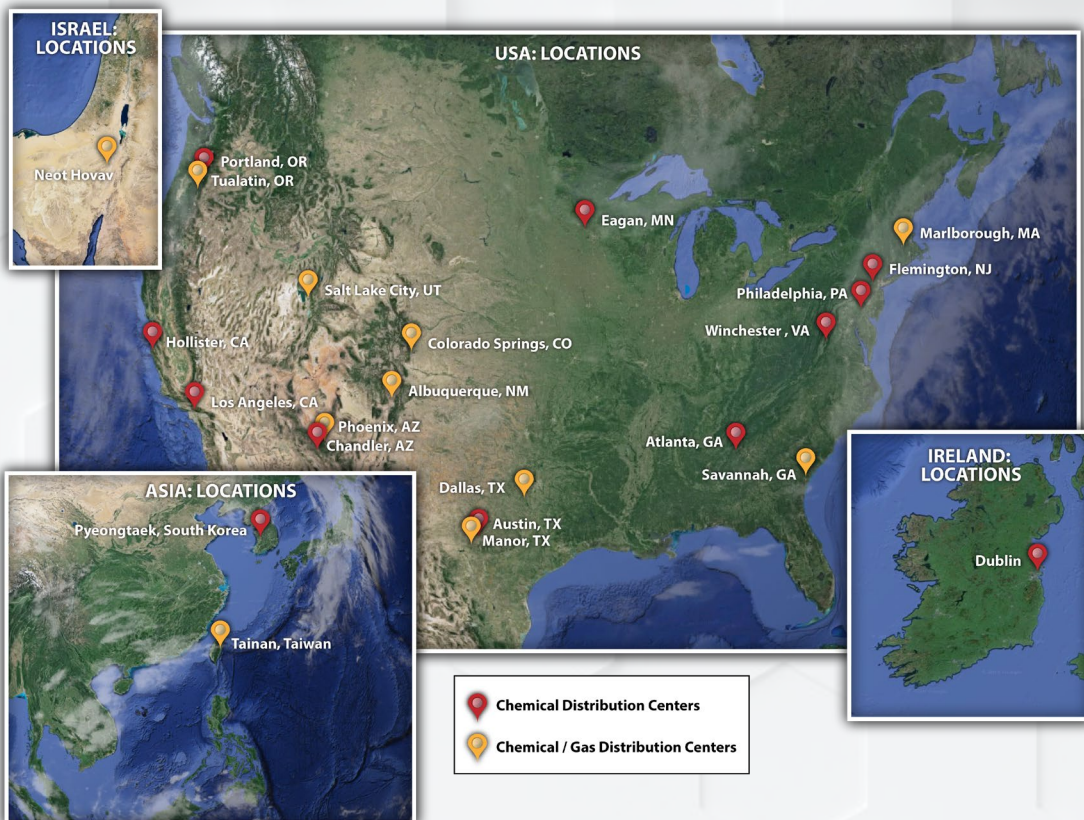 ISRAEL:
LOCATIONS
Neot Hovav
USA: LOCATIONS
Portland, OR
Tualatin, OR
Eagan, MN
Marlborough, MA
Flemington, NJ
Salt Lake City, UT
Philadelphia, PA
Winchester , VA
Hollister, CA
Colorado Springs, CO
Albuquerque, NM
Los Angeles, CA
Phoenix, AZ
Chandler, AZ
Atlanta, GA
Savannah, GA
Dallas, TX
Austin, TX
Manor, TX
ASIA: LOCATIONS
Pyeongtaek, South Korea
Tainan, Taiwan
IRELAND:
LOCATIONS
Dublin
Chemical Distribution Centers
Chemical / Gas Distribution Centers